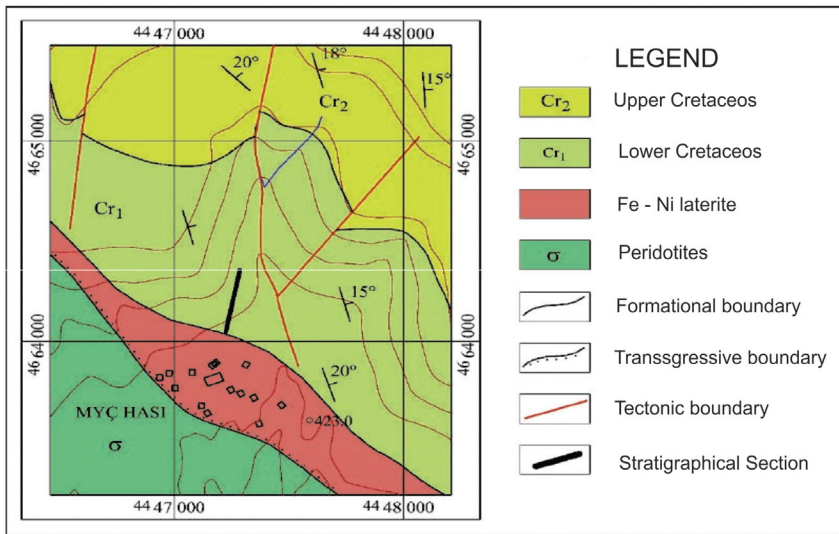 44 47 000
44 48 000
20°
18°
15°
Cr2
46 65 000
46 65 000
Cr1
15°
46 64 000
46 64 000
20°
MYÇ HASI
423.0
σ
44 47 000
44 48 000
LEGEND
Cr2 Upper Cretaceos
Cr1 Lower Cretaceos
Fe - Ni laterite
σ Peridotites
Formational boundary
Transsgressive boundary
Tectonic boundary
Stratigraphical Section